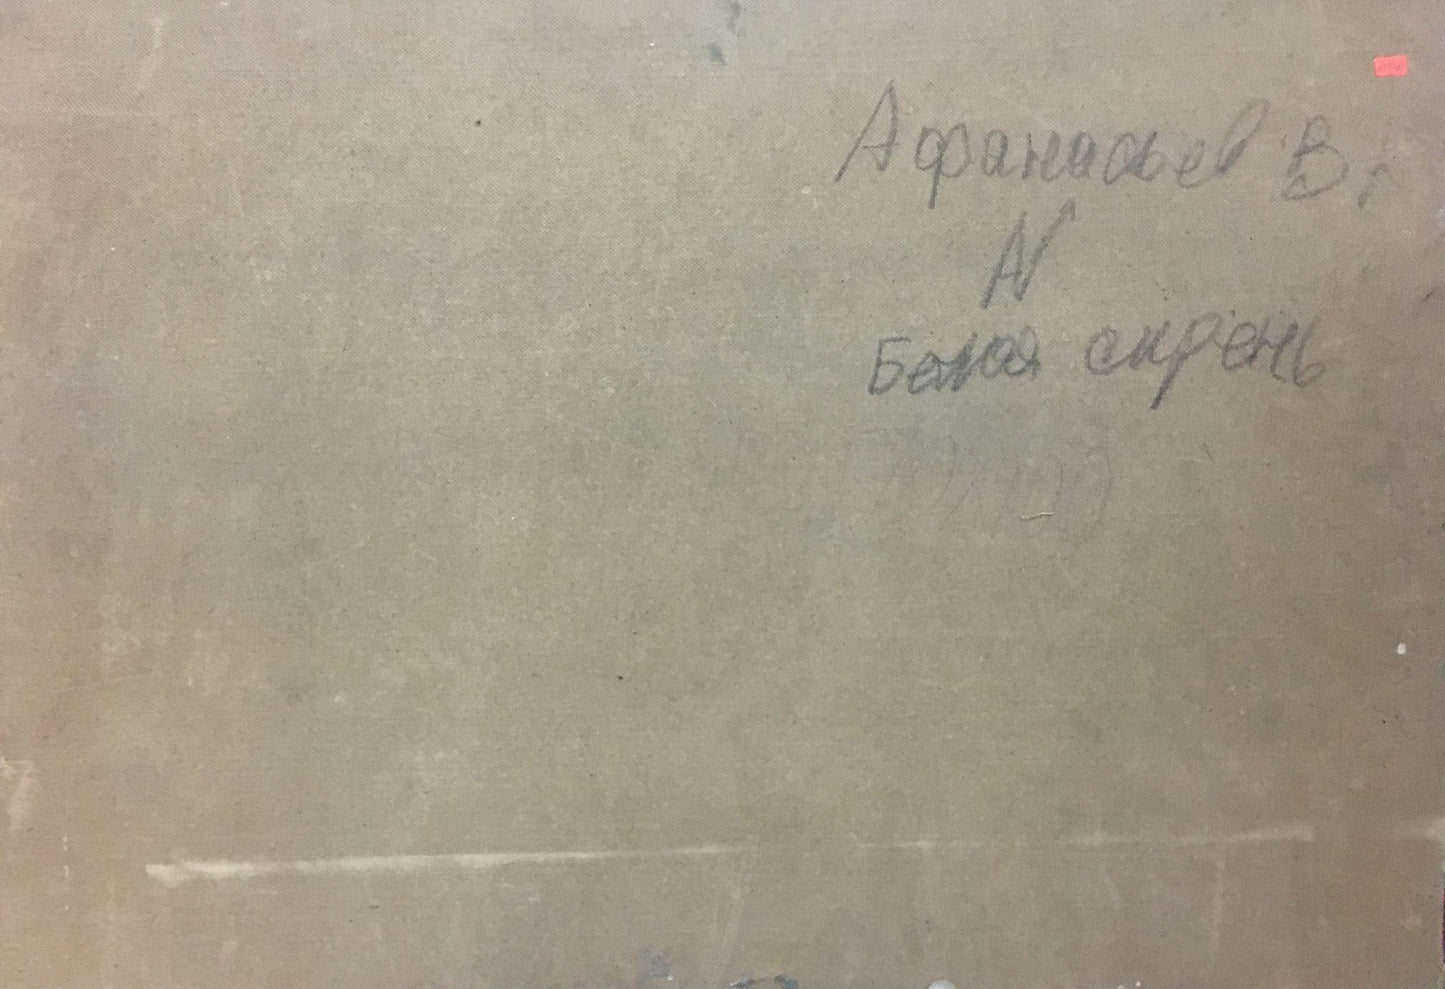 Афанасьев В.
N
Белая сирень